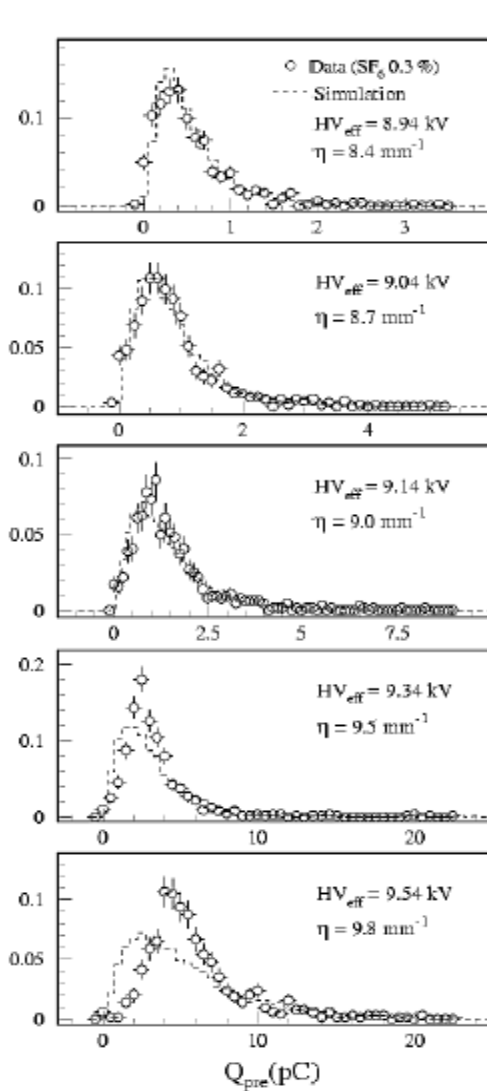 Data (SF6 0.3 %)
Simulation
HVeff = 8.94 kV
η = 8.4 mm-1
0.1
0
0 1 2 3
HVeff = 9.04 kV
η = 8.7 mm-1
0.1
0.05
0
0 2 4
HVeff = 9.14 kV
η = 9.0 mm-1
0.1
0.05
0
0 2.5 5 7.5
HVeff = 9.34 kV
η = 9.5 mm-1
0.2
0.1
0
0 10 20
HVeff = 9.54 kV
η = 9.8 mm-1
0.1
0.05
0
0 10 20
Qpre(pC)